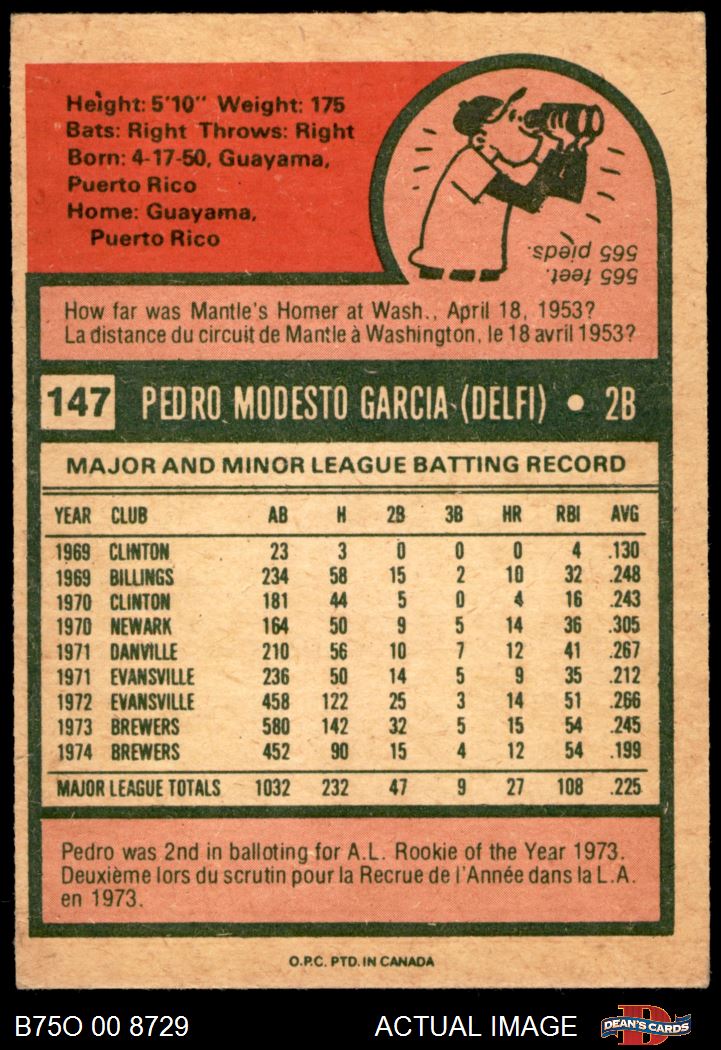 Height: 5'10" Weight: 175
Bats: Right Throws: Right
Born: 4-17-50, Guayama,
Puerto Rico
Home: Guayama,
Puerto Rico
565 feet.
565 pieds.
How far was Mantle's Homer at Wash., April 18, 1953?
La distance du circuit de Mantle à Washington, le 18 avril 1953?
147 PEDRO MODESTO GARCIA (DELFI) • 2B
MAJOR AND MINOR LEAGUE BATTING RECORD
YEAR CLUB AB H 2B 3B HR RBI AVG
1969 CLINTON 23 3 0 0 0 4 .130
1969 BILLINGS 234 58 15 2 10 32 .248
1970 CLINTON 181 44 5 0 4 16 .243
1970 NEWARK 164 50 9 5 14 36 .305
1971 DANVILLE 210 56 10 7 12 41 .267
1971 EVANSVILLE 236 50 14 5 9 35 .212
1972 EVANSVILLE 458 122 25 3 14 51 .266
1973 BREWERS 580 142 32 5 15 54 .245
1974 BREWERS 452 90 15 4 12 54 .199
MAJOR LEAGUE TOTALS 1032 232 47 9 27 108 .225
Pedro was 2nd in balloting for A.L. Rookie of the Year 1973.
Deuxième lors du scrutin pour la Recrue de l'Année dans la L.A.
en 1973.
O.P.C. PTD. IN CANADA
B75O 00 8729 ACTUAL IMAGE DEAN'S CARDS